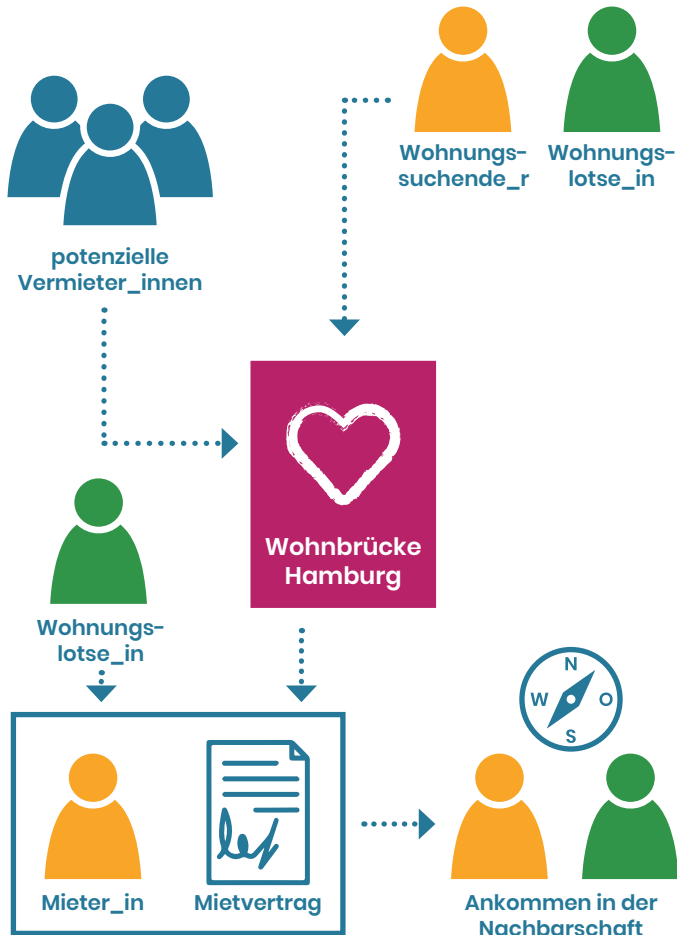 Wohnungs-
suchende_r
Wohnungs-
lotse_in
potenzielle
Vermieter_innen
Wohnbrücke
Hamburg
Wohnungs-
lotse_in
N
W
O
S
Mieter_in
Mietvertrag
Ankommen in der
Nachbarschaft